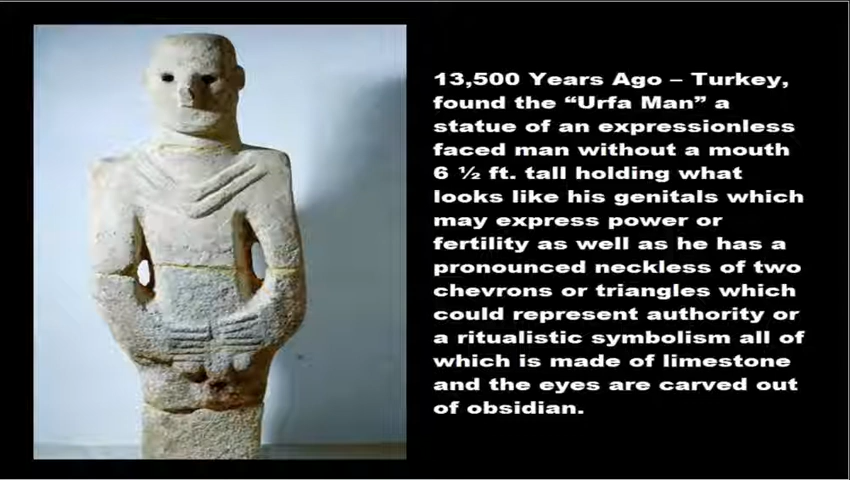 13,500 Years Ago – Turkey,
found the “Urfa Man” a
statue of an expressionless
faced man without a mouth
6 ½ ft. tall holding what
looks like his genitals which
may express power or
fertility as well as he has a
pronounced neckless of two
chevrons or triangles which
could represent authority or
a ritualistic symbolism all of
which is made of limestone
and the eyes are carved out
of obsidian.